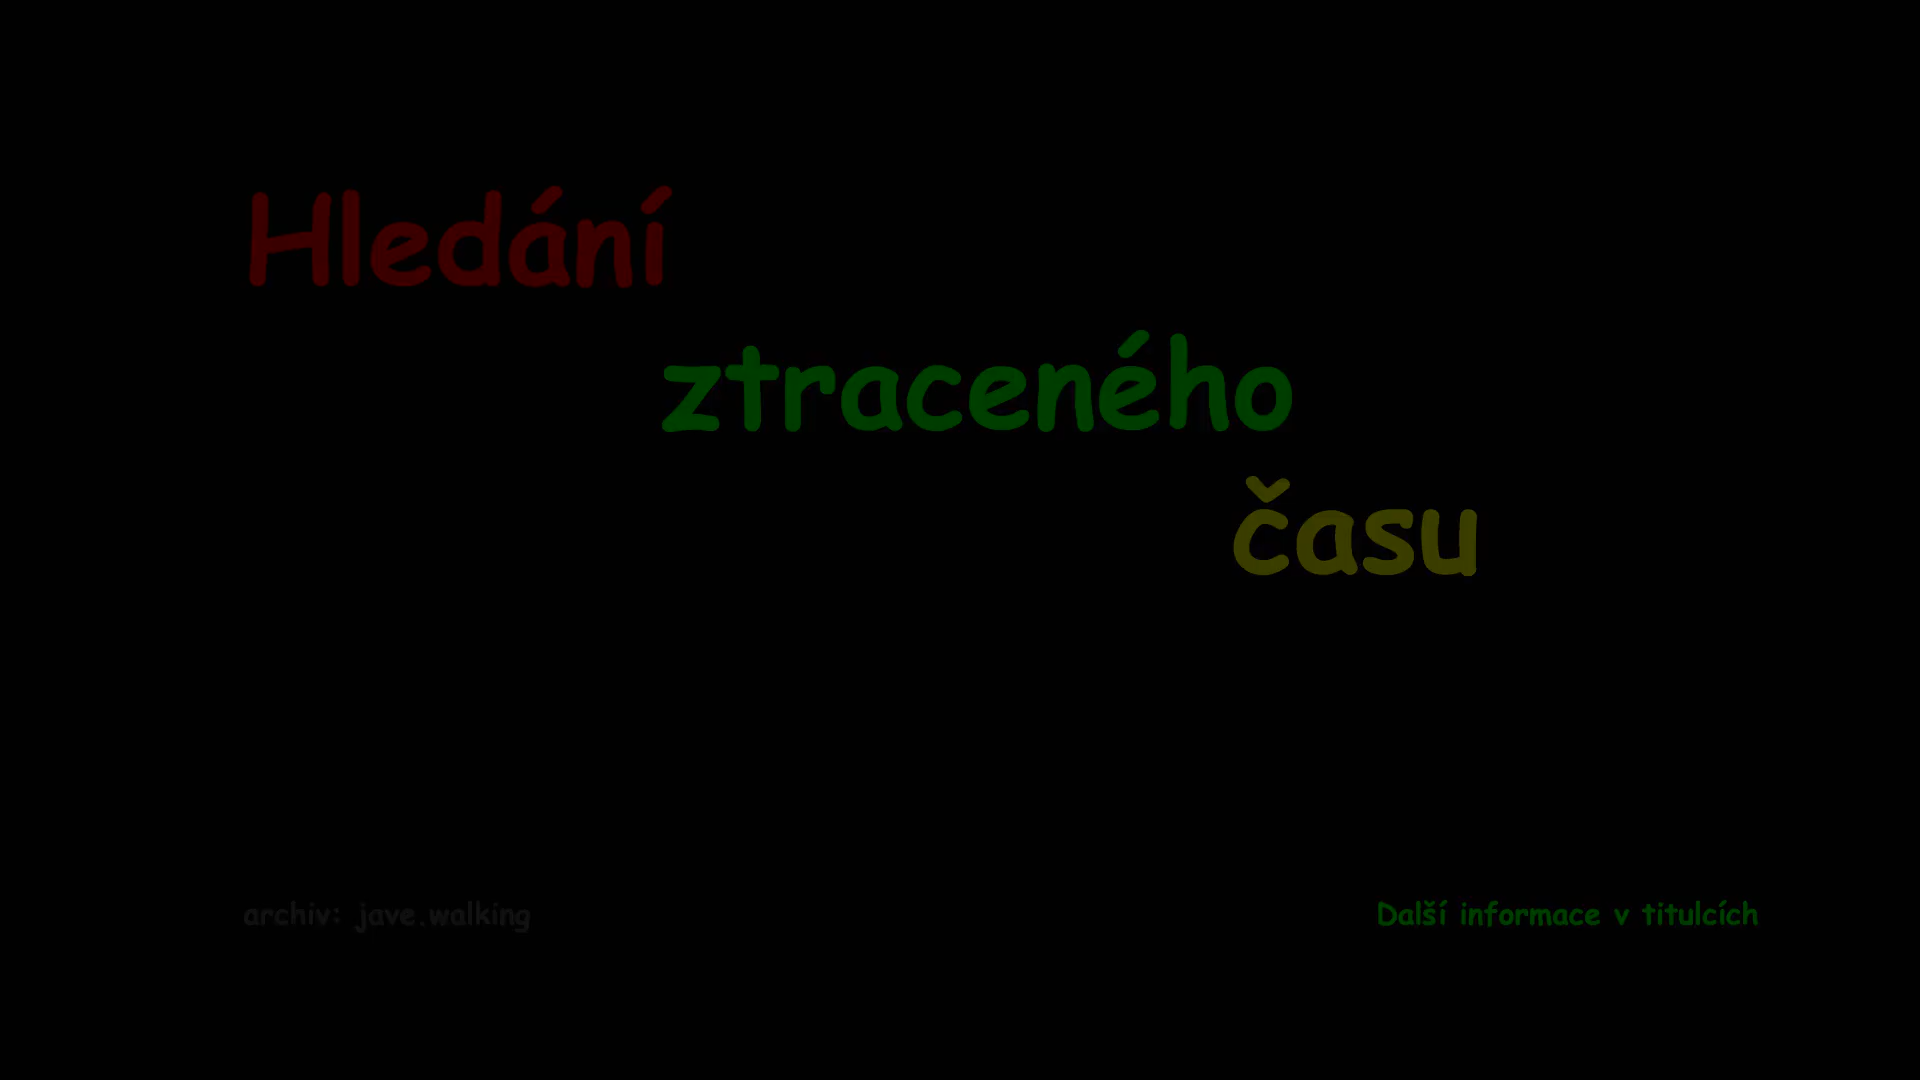 Hledání
ztraceného
času
archiv: jave.walking
Další informace v titulcích